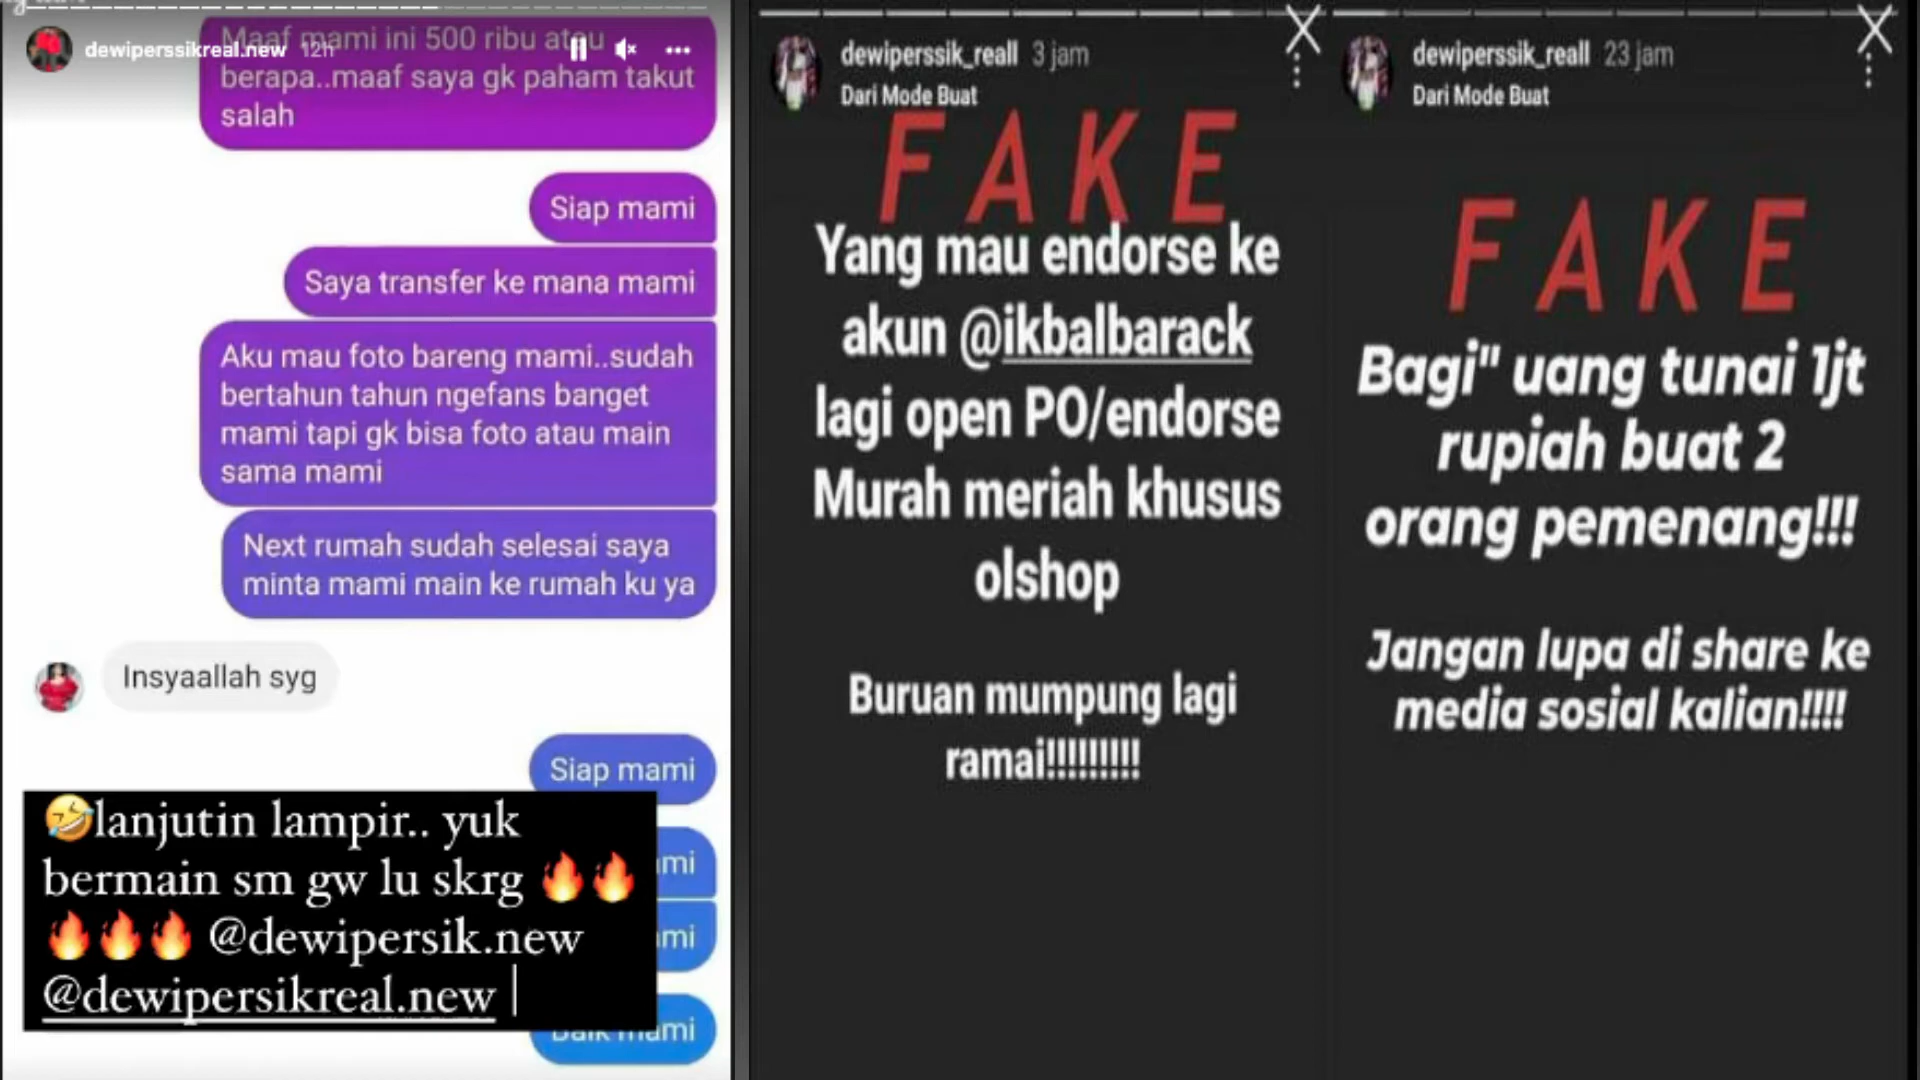 dewiperssikreal.new 12h
Maaf mami ini 500 ribu atau
berapa..maaf saya gk paham takut
salah
Siap mami
Saya transfer ke mana mami
Aku mau foto bareng mami..sudah
bertahun tahun ngefans banget
mami tapi gk bisa foto atau main
sama mami
Next rumah sudah selesai saya
minta mami main ke rumah ku ya
Insyaallah syg
Siap mami
mi
mi
Baik mami
🤣lanjutin lampir.. yuk
bermain sm gw lu skrg 🔥🔥
🔥🔥🔥 @dewipersik.new
@dewipersikreal.new
dewiperssik_reall 3 jam
Dari Mode Buat
FAKE
Yang mau endorse ke
akun @ikbalbarack
lagi open PO/endorse
Murah meriah khusus
olshop
Buruan mumpung lagi
ramai!!!!!!!!!
dewiperssik_reall 23 jam
Dari Mode Buat
FAKE
Bagi" uang tunai 1jt
rupiah buat 2
orang pemenang!!!
Jangan lupa di share ke
media sosial kalian!!!!